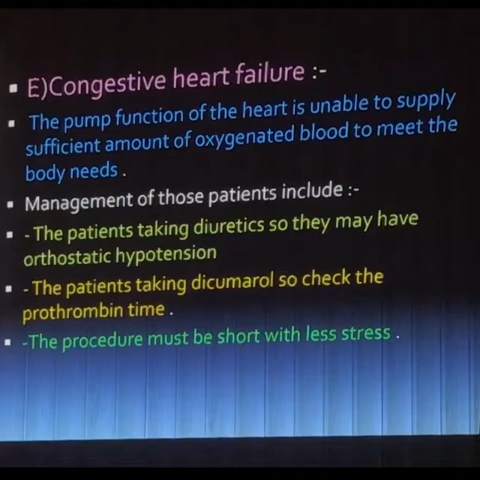 E)Congestive heart failure :-
The pump function of the heart is unable to supply
sufficient amount of oxygenated blood to meet the
body needs .
Management of those patients include :-
- The patients taking diuretics so they may have
orthostatic hypotension
- The patients taking dicumarol so check the
prothrombin time .
-The procedure must be short with less stress .